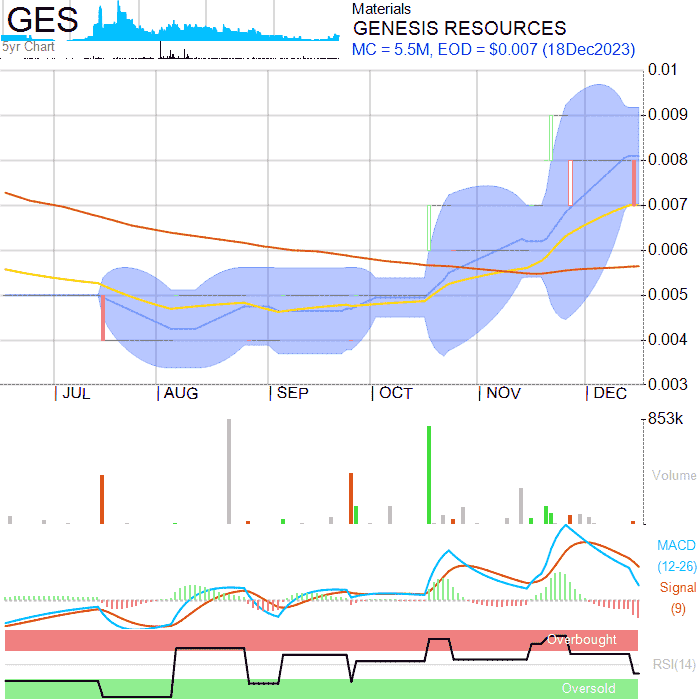 GES
5yr Chart
Materials
GENESIS RESOURCES
MC = 5.5M, EOD = $0.007 (18Dec2023)
0.01
0.009
0.008
0.007
0.006
0.005
0.004
0.003
JUL AUG SEP OCT NOV DEC
853k
Volume
MACD
(12-26)
Signal
(9)
Overbought
RSI(14)
Oversold